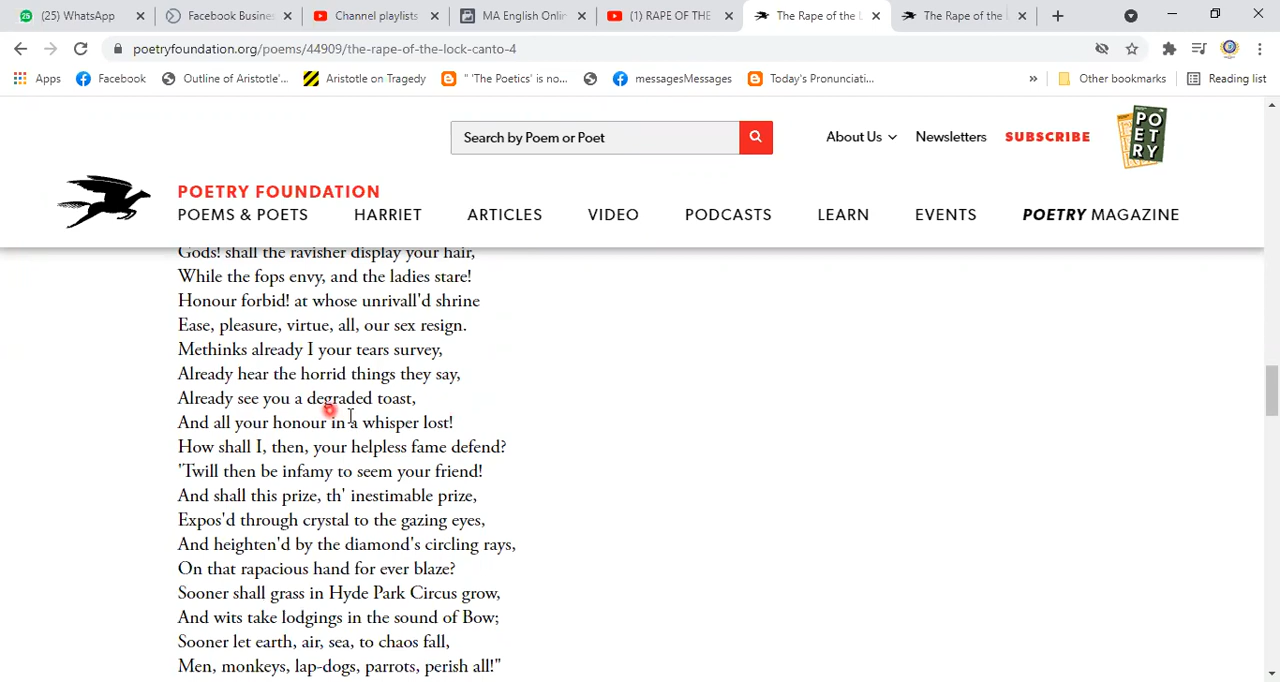 25 (25) WhatsApp
Facebook Busine
Channel playlists
MA English Onlin
(1) RAPE OF THE
The Rape of the L
The Rape of the
poetryfoundation.org/poems/44909/the-rape-of-the-lock-canto-4
Apps Facebook Outline of Aristotle'... Aristotle on Tragedy " 'The Poetics' is no... messagesMessages Today's Pronunciati... » Other bookmarks Reading list
Search by Poem or Poet
About Us Newsletters SUBSCRIBE
PO
ET
RY
POETRY FOUNDATION
POEMS & POETS HARRIET ARTICLES VIDEO PODCASTS LEARN EVENTS POETRY MAGAZINE
Gods! shall the ravisher display your hair,
While the fops envy, and the ladies stare!
Honour forbid! at whose unrivall'd shrine
Ease, pleasure, virtue, all, our sex resign.
Methinks already I your tears survey,
Already hear the horrid things they say,
Already see you a degraded toast,
And all your honour in a whisper lost!
How shall I, then, your helpless fame defend?
'Twill then be infamy to seem your friend!
And shall this prize, th' inestimable prize,
Expos'd through crystal to the gazing eyes,
And heighten'd by the diamond's circling rays,
On that rapacious hand for ever blaze?
Sooner shall grass in Hyde Park Circus grow,
And wits take lodgings in the sound of Bow;
Sooner let earth, air, sea, to chaos fall,
Men, monkeys, lap-dogs, parrots, perish all!"